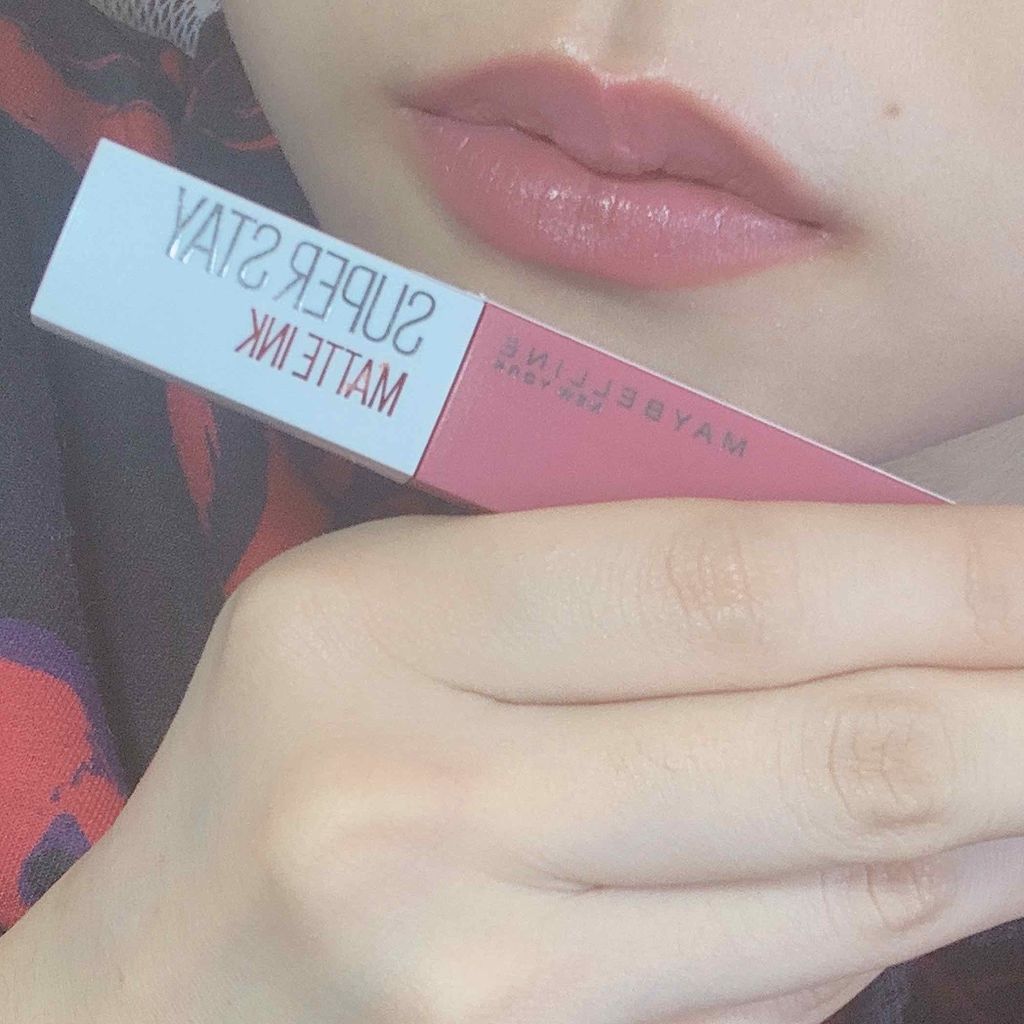 SUPER STAY
MATTE INK
MAYBELLINE
NEW YORK